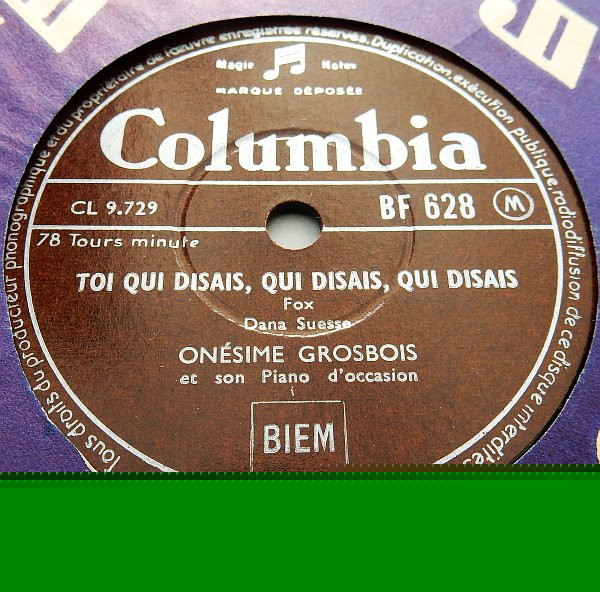 Tous droits du producteur phonographique et du propriétaire de l'œuvre enregistrée réservés. Duplication, exécution publique, radiodiffusion de ce disque interdites
Magic Notes
MARQUE DÉPOSÉE
Columbia
CL 9.729 BF 628 M
78 Tours minute
TOI QUI DISAIS, QUI DISAIS, QUI DISAIS
Fox
Dana Suesse
ONÉSIME GROSBOIS
et son Piano d'occasion
BIEM